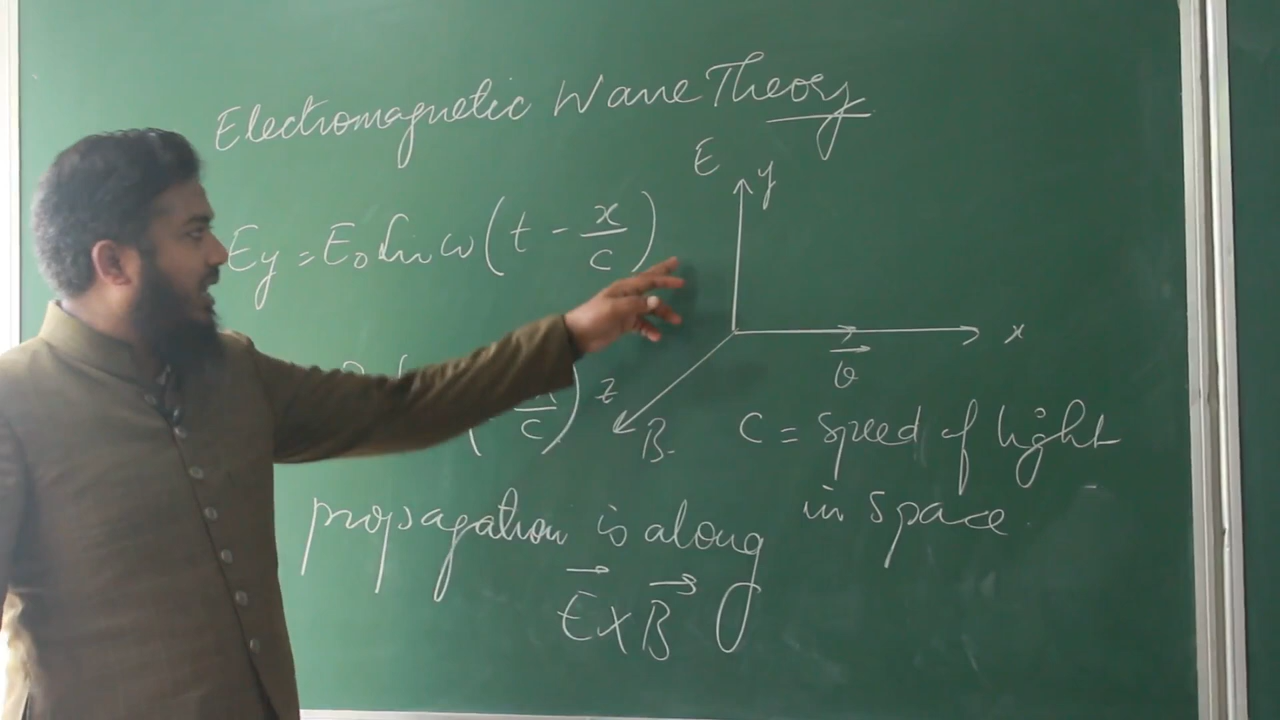 Electromagnetic Wave Theory
E y
Ey = E₀ sin ω(t - x/c)
x
v⃗
z
B
c)
C = speed of light
in space
propagation is along
E⃗ X B⃗